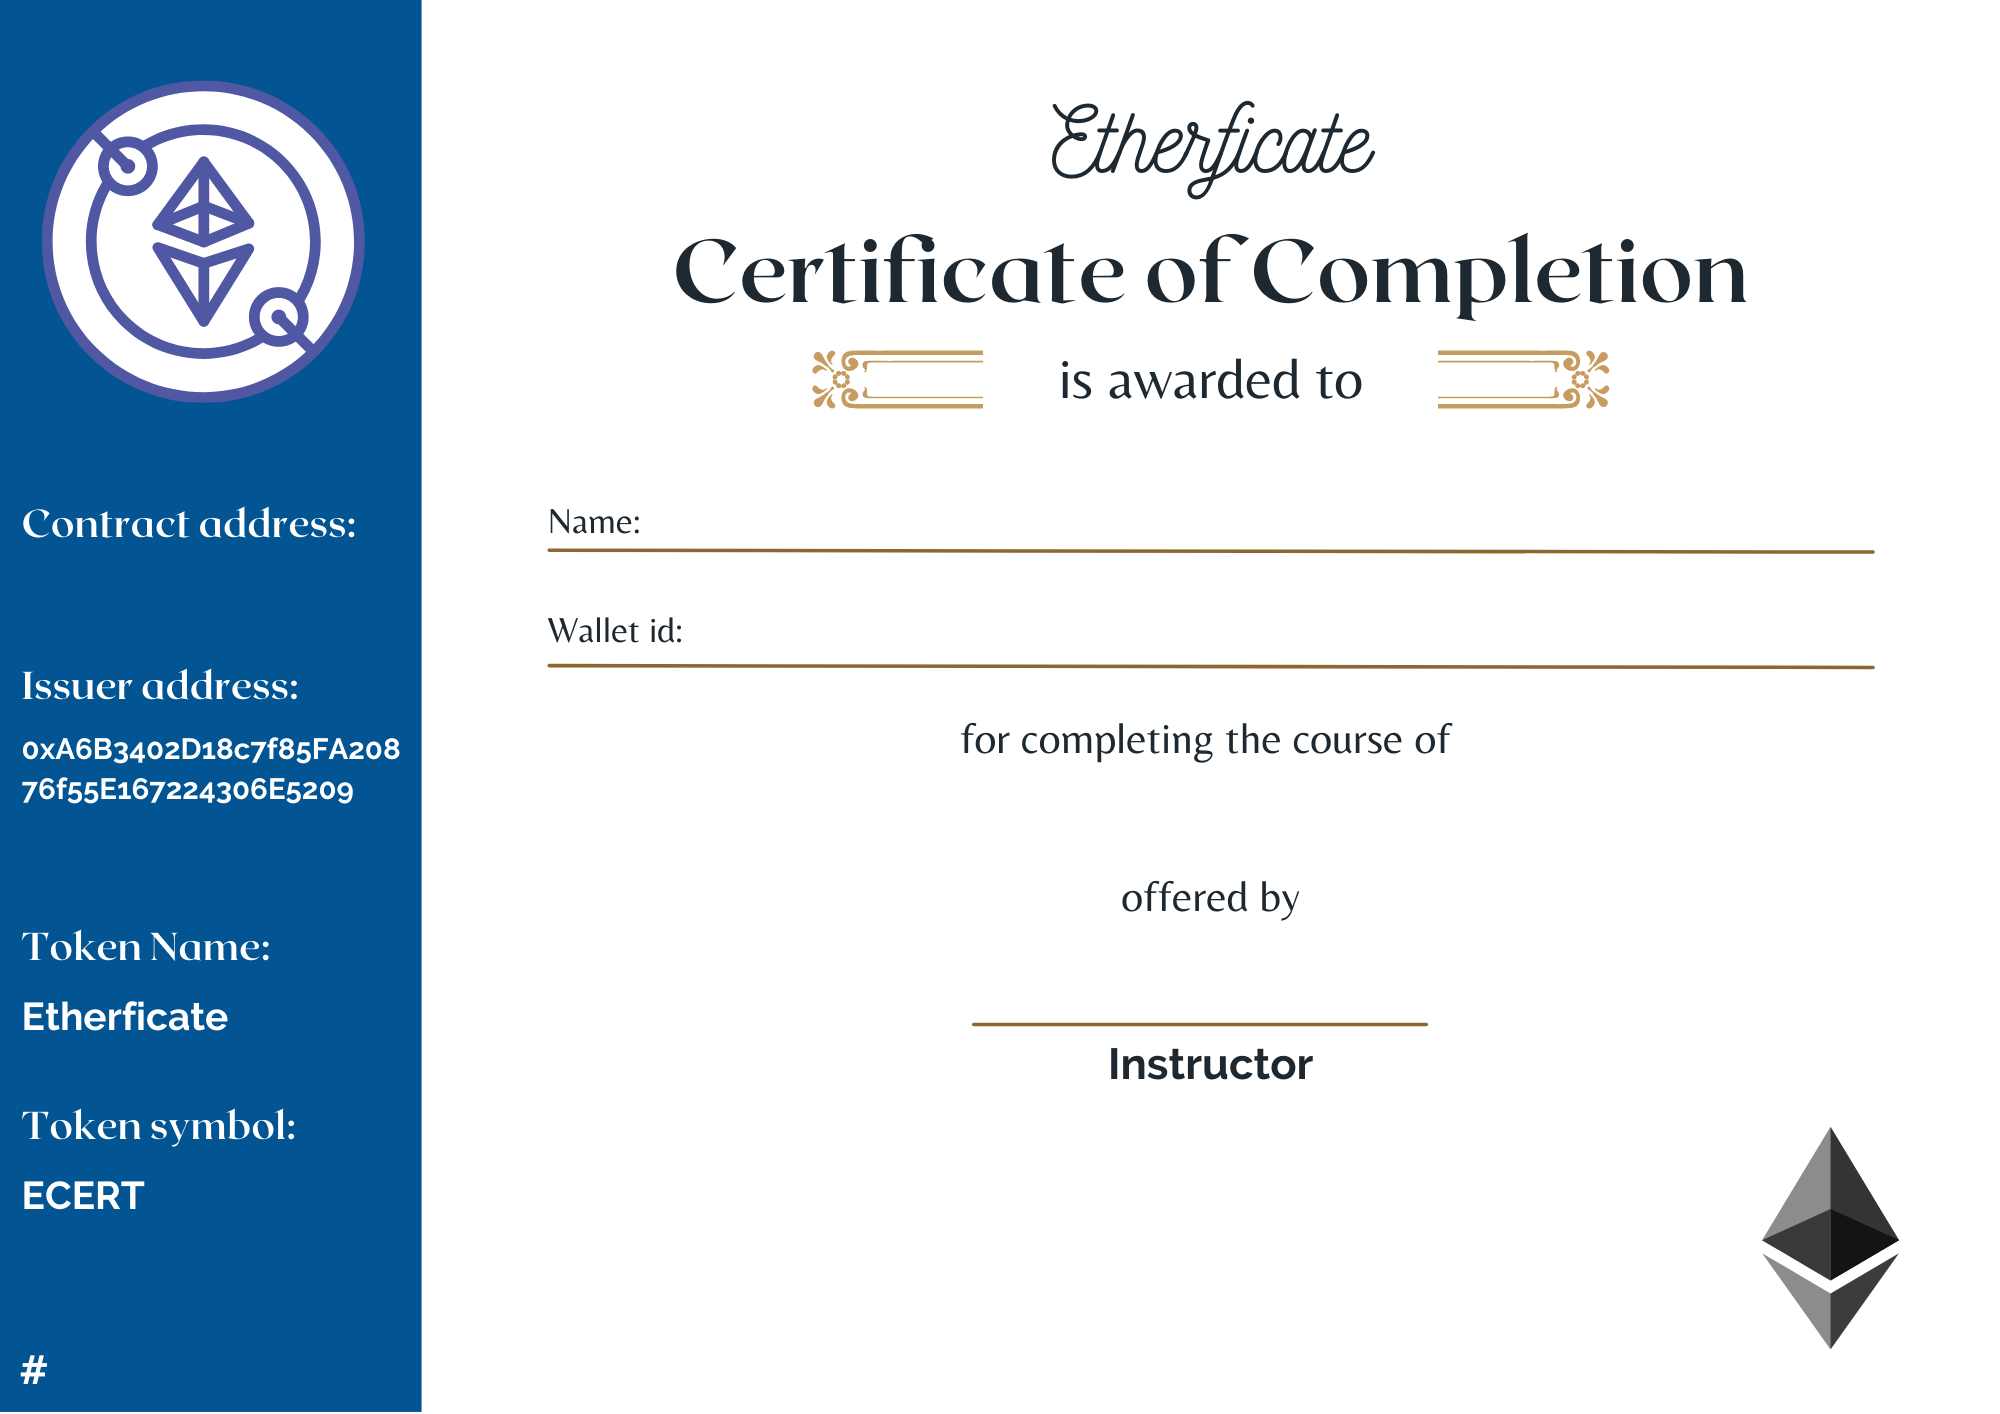 Contract address:
Issuer address:
0xA6B3402D18c7f85FA208
76f55E167224306E5209
Token Name:
Etherficate
Token symbol:
ECERT
#
Etherficate
Certificate of Completion
is awarded to
Name:
Wallet id:
for completing the course of
offered by
Instructor